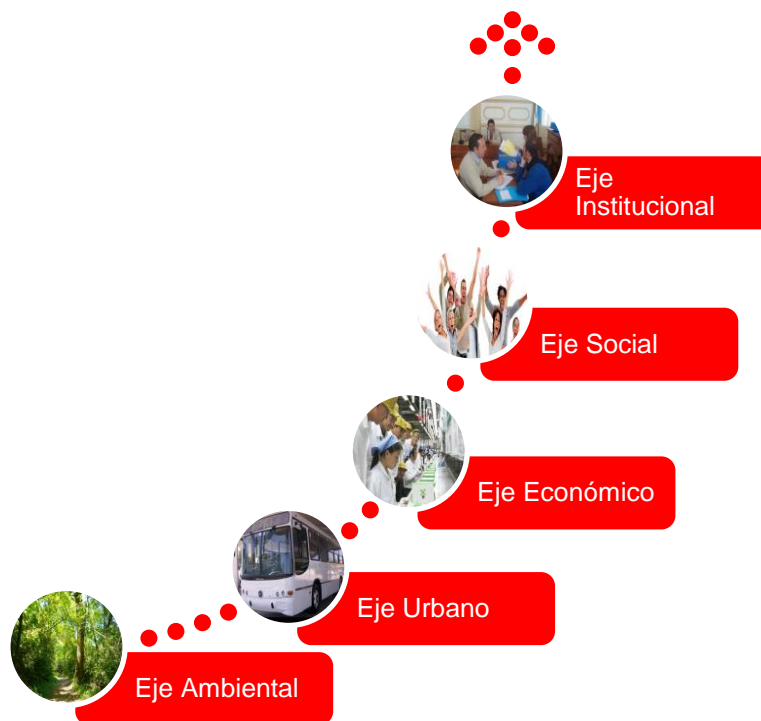 Eje
Institucional
Eje Social
Eje Económico
Eje Urbano
Eje Ambiental